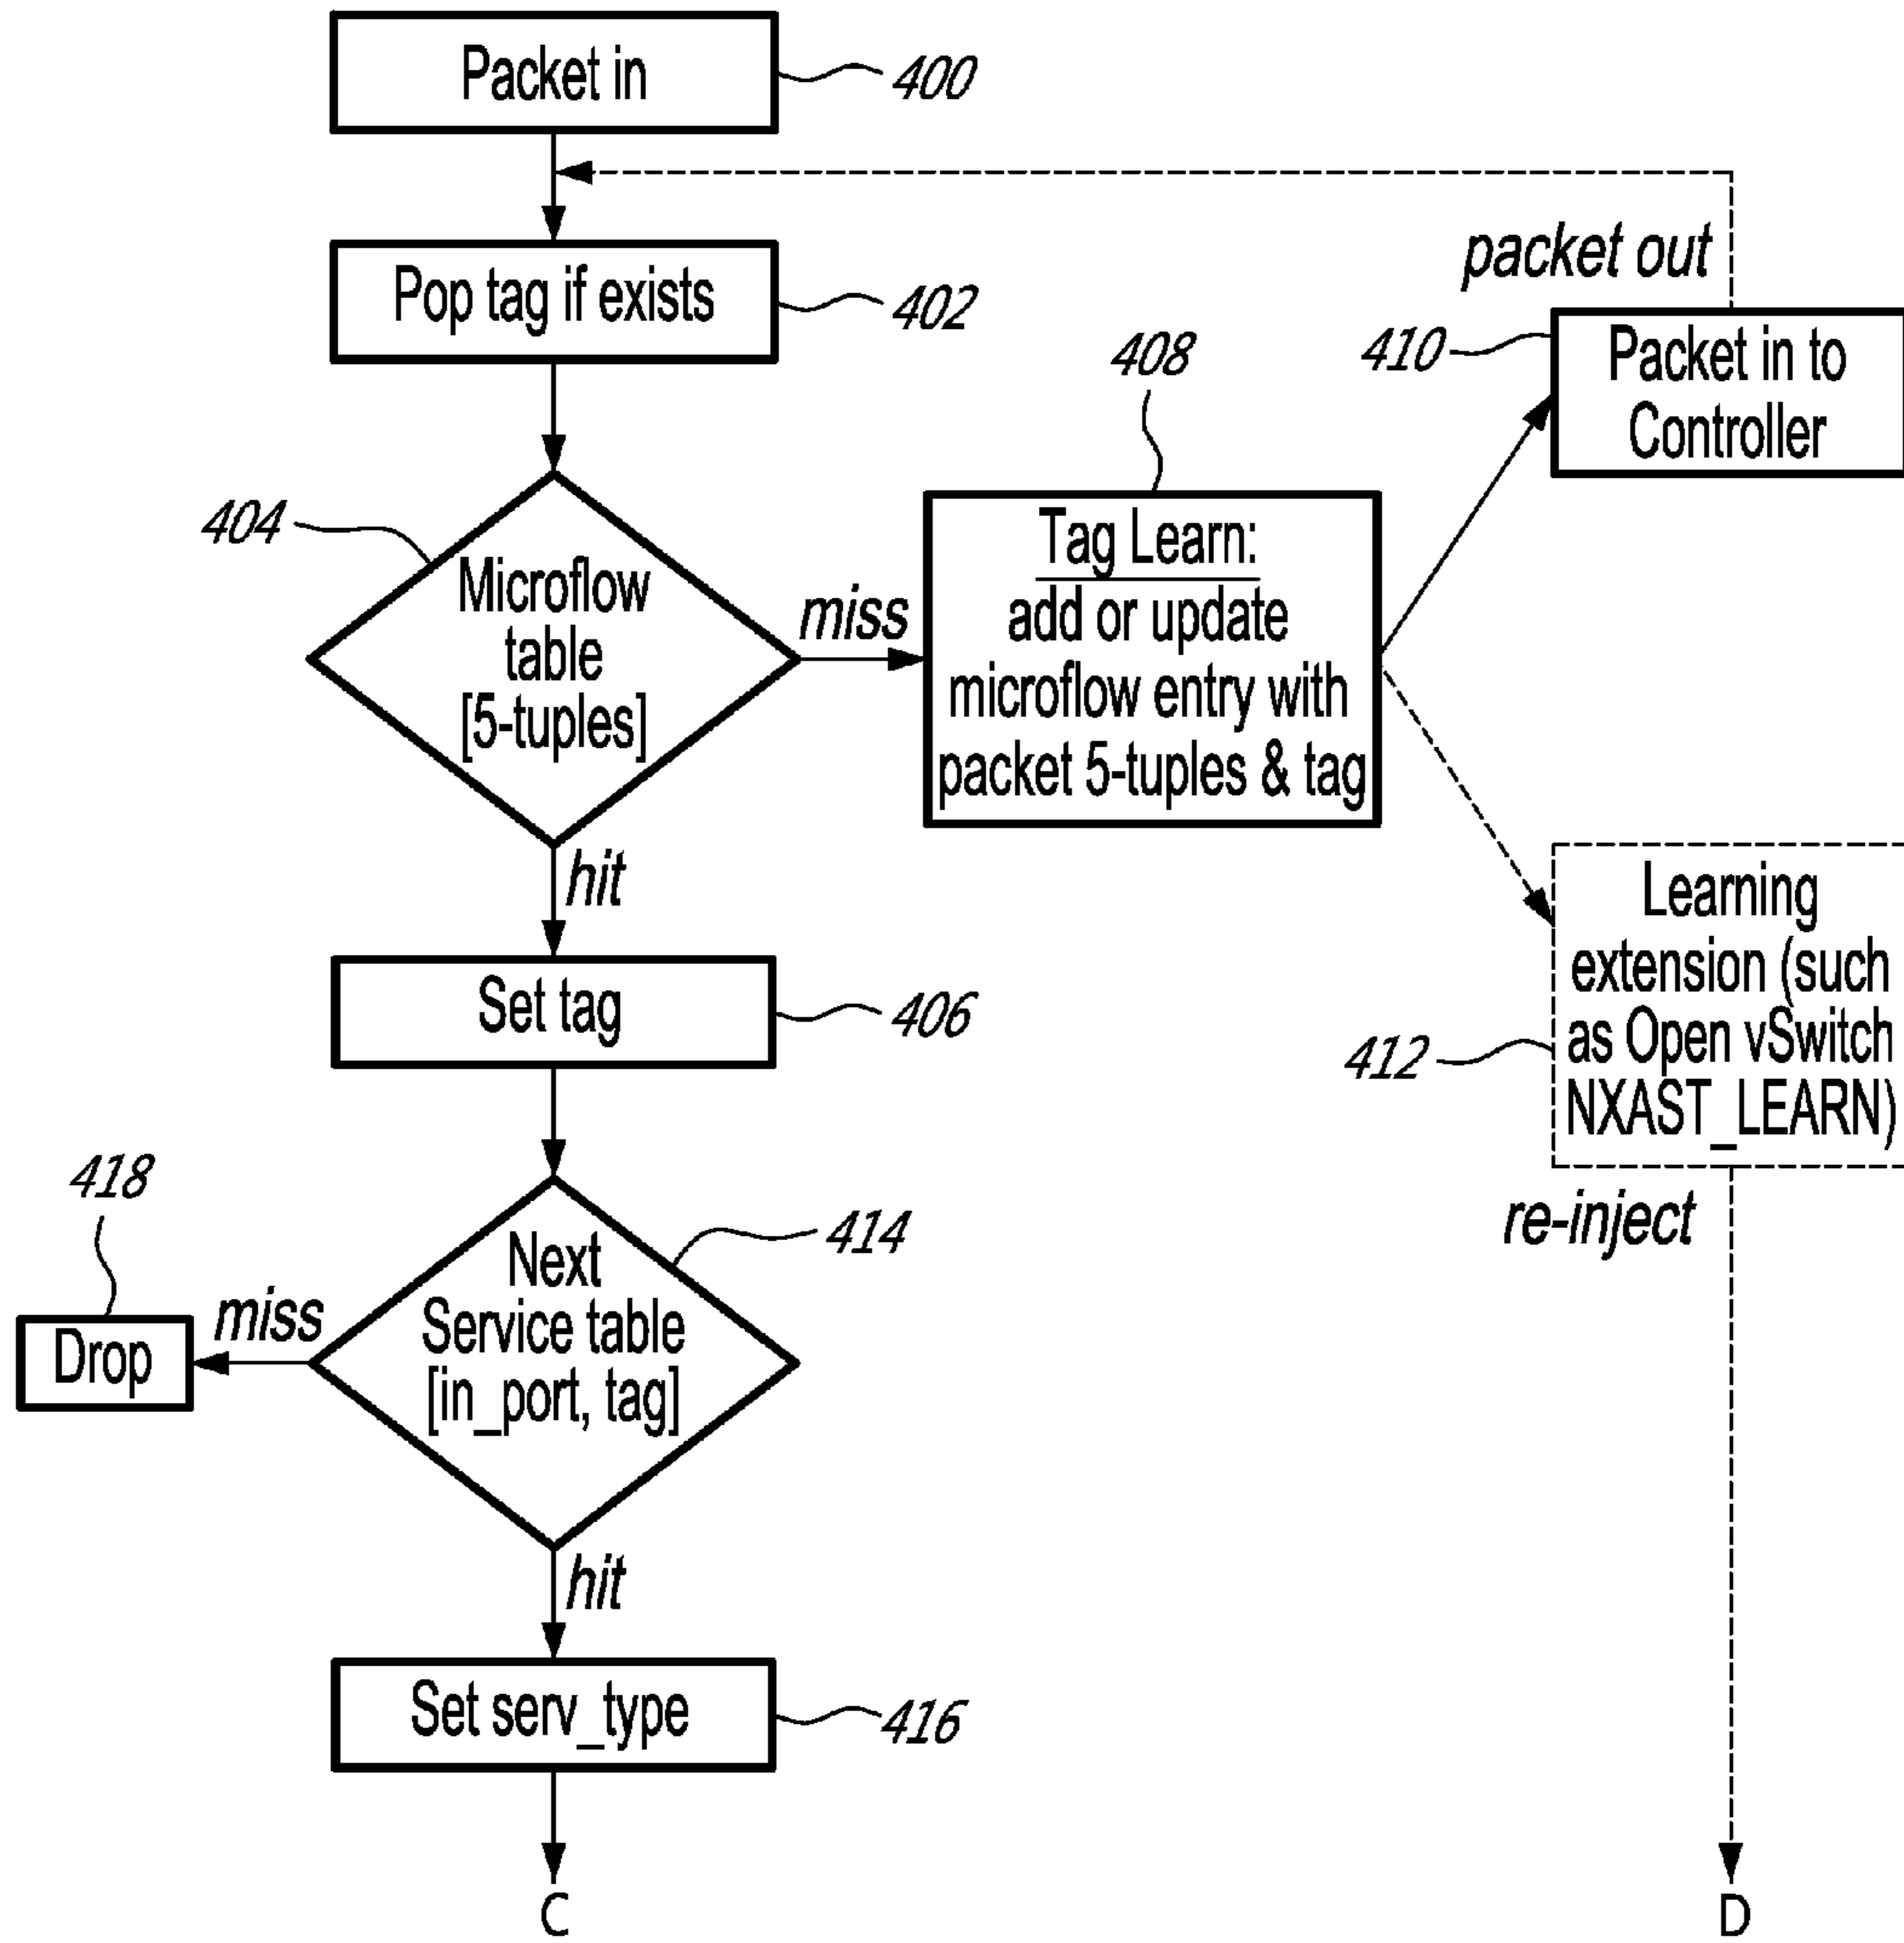 Packet in
400
packet out
Pop tag if exists
402
408
410
Packet in to
Controller
404
Microflow
table
[5-tuples]
miss
Tag Learn:
add or update
microflow entry with
packet 5-tuples & tag
hit
Learning
extension (such
as Open vSwitch
NXAST_LEARN)
412
Set tag
406
re-inject
418
414
Next
Service table
[in_port, tag]
miss
Drop
hit
Set serv_type
416
C
D